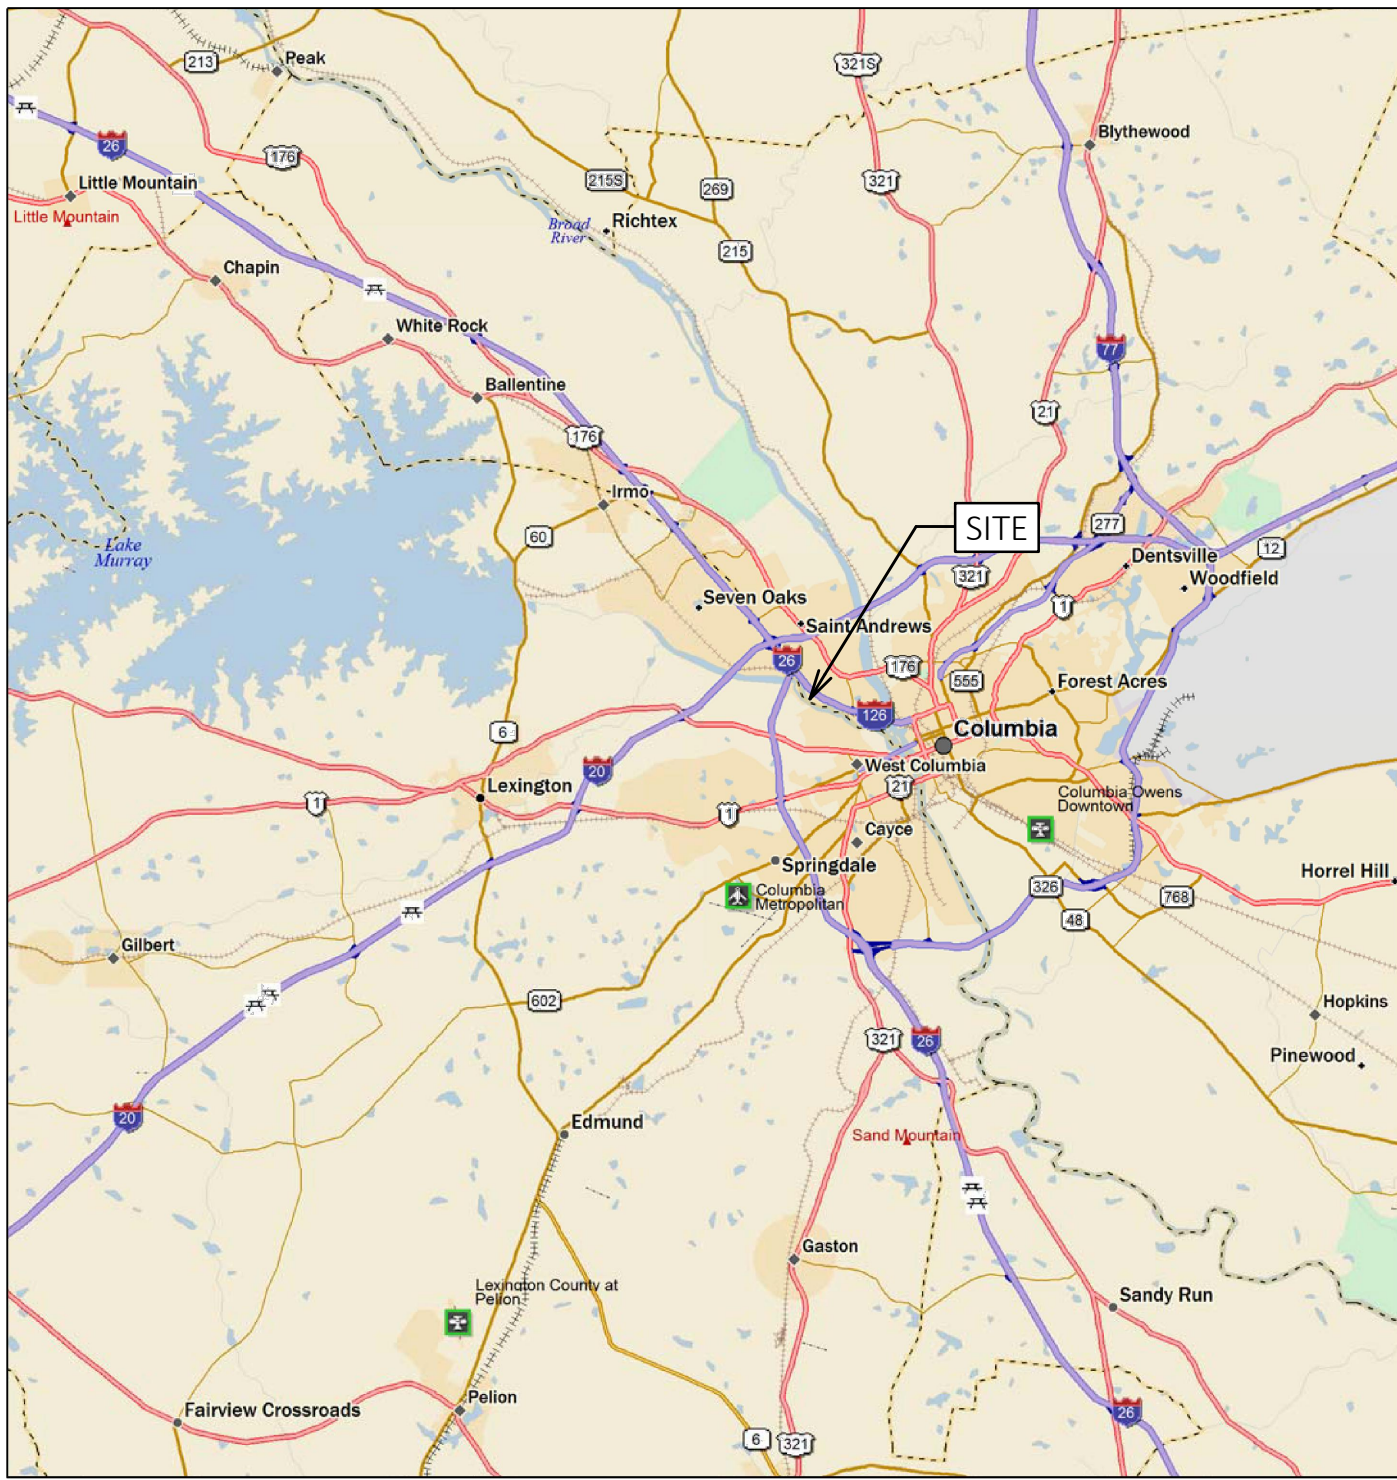 Peak
213
321S
Blythewood
26
176
Little Mountain
Little Mountain
215S
269
321
Broad
River
Richtex
215
Chapin
White Rock
77
Ballentine
21
176
Irmo
SITE
277
60
12
Lake
Murray
Dentsville
321
Woodfield
Seven Oaks
1
Saint Andrews
26
176
555
Forest Acres
126
6
Columbia
West Columbia
20
Lexington
21
Columbia Owens
Downtown
1
1
Cayce
Springdale
Horrel Hill
326
768
Columbia
Metropolitan
48
Gilbert
602
Hopkins
321
26
Pinewood
20
Edmund
Sand Mountain
Gaston
Lexington County at
Pelion
Sandy Run
Pelion
Fairview Crossroads
26
6
321